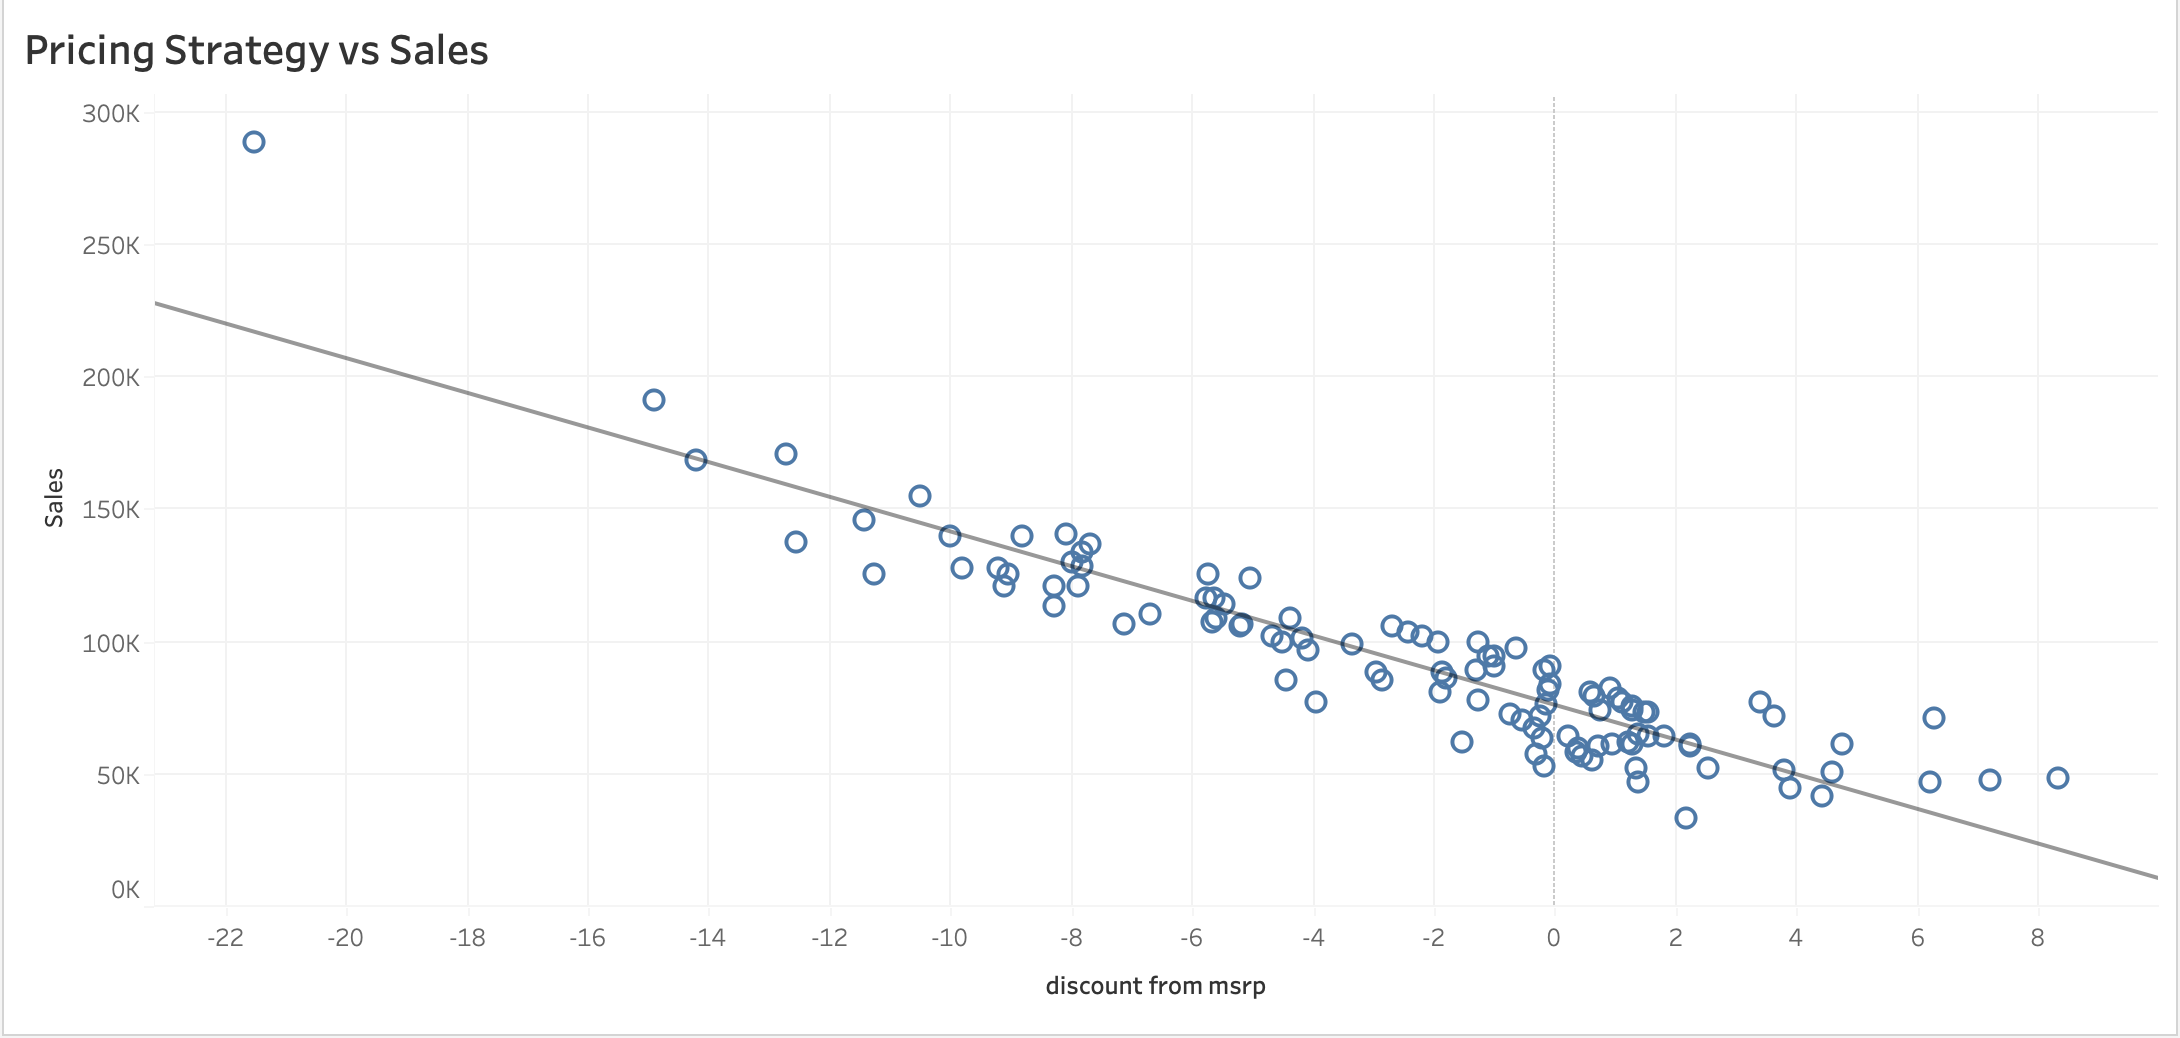 Pricing Strategy vs Sales
300K
250K
200K
150K
100K
50K
0K
Sales
-22 -20 -18 -16 -14 -12 -10 -8 -6 -4 -2 0 2 4 6 8
discount from msrp